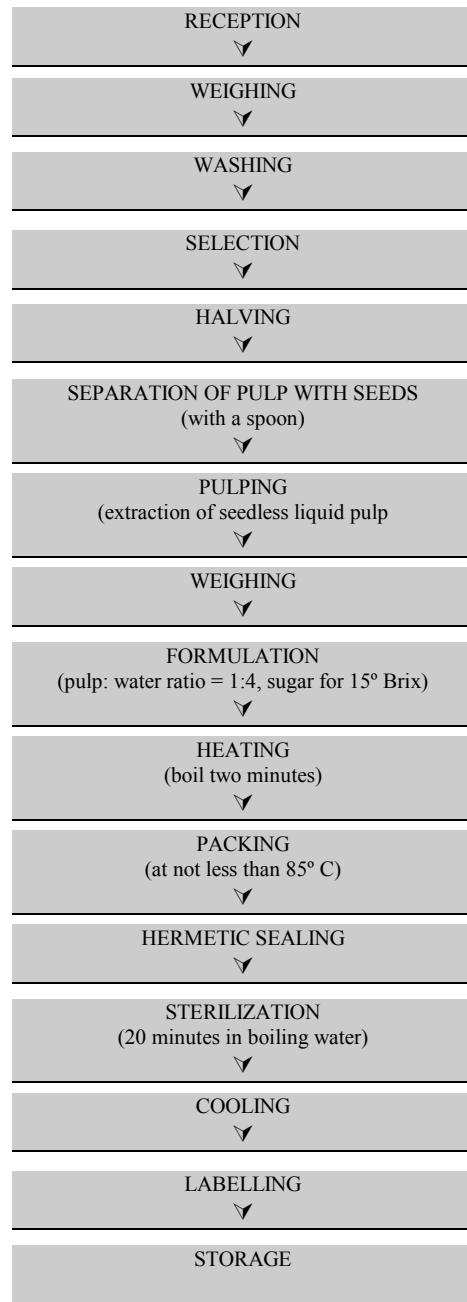 RECEPTION
WEIGHING
WASHING
SELECTION
HALVING
SEPARATION OF PULP WITH SEEDS
(with a spoon)
PULPING
(extraction of seedless liquid pulp
WEIGHING
FORMULATION
(pulp: water ratio = 1:4, sugar for 15º Brix)
HEATING
(boil two minutes)
PACKING
(at not less than 85º C)
HERMETIC SEALING
STERILIZATION
(20 minutes in boiling water)
COOLING
LABELLING
STORAGE